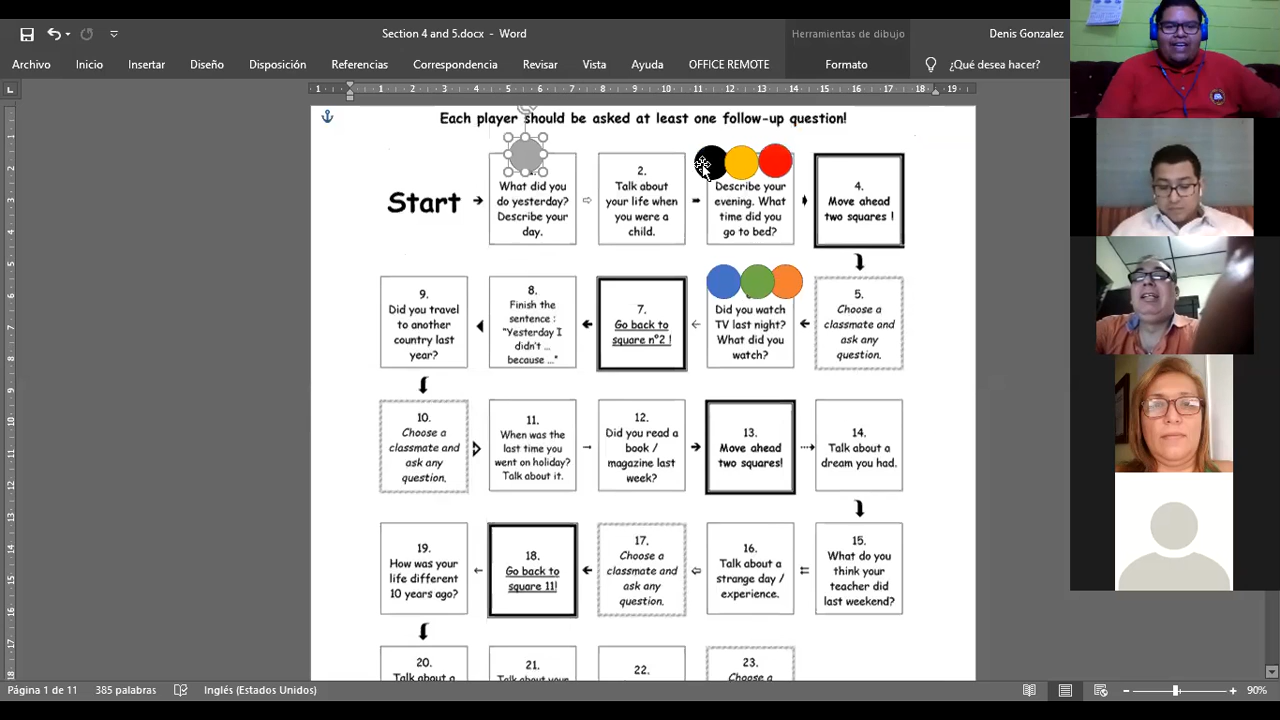 Section 4 and 5.docx - Word
Herramientas de dibujo
Denis Gonzalez
Archivo
Inicio
Insertar
Diseño
Disposición
Referencias
Correspondencia
Revisar
Vista
Ayuda
OFFICE REMOTE
Formato
¿Qué desea hacer?
Each player should be asked at least one follow-up question!
Start
What did you
do yesterday?
Describe your
day.
2.
Talk about
your life when
you were a
child.
Describe your
evening. What
time did you
go to bed?
4.
Move ahead
two squares !
9.
Did you travel
to another
country last
year?
8.
Finish the
sentence :
"Yesterday I
didn't ...
because ..."
7.
Go back to
square n°2 !
Did you watch
TV last night?
What did you
watch?
5.
Choose a
classmate and
ask any
question.
10.
Choose a
classmate and
ask any
question.
11.
When was the
last time you
went on holiday?
Talk about it.
12.
Did you read a
book /
magazine last
week?
13.
Move ahead
two squares!
14.
Talk about a
dream you had.
19.
How was your
life different
10 years ago?
18.
Go back to
square 11!
17.
Choose a
classmate and
ask any
question.
16.
Talk about a
strange day /
experience.
15.
What do you
think your
teacher did
last weekend?
20.
Talk about a
21.
Talk about your
22.
23.
Choose a
Página 1 de 11
385 palabras
Inglés (Estados Unidos)
90%